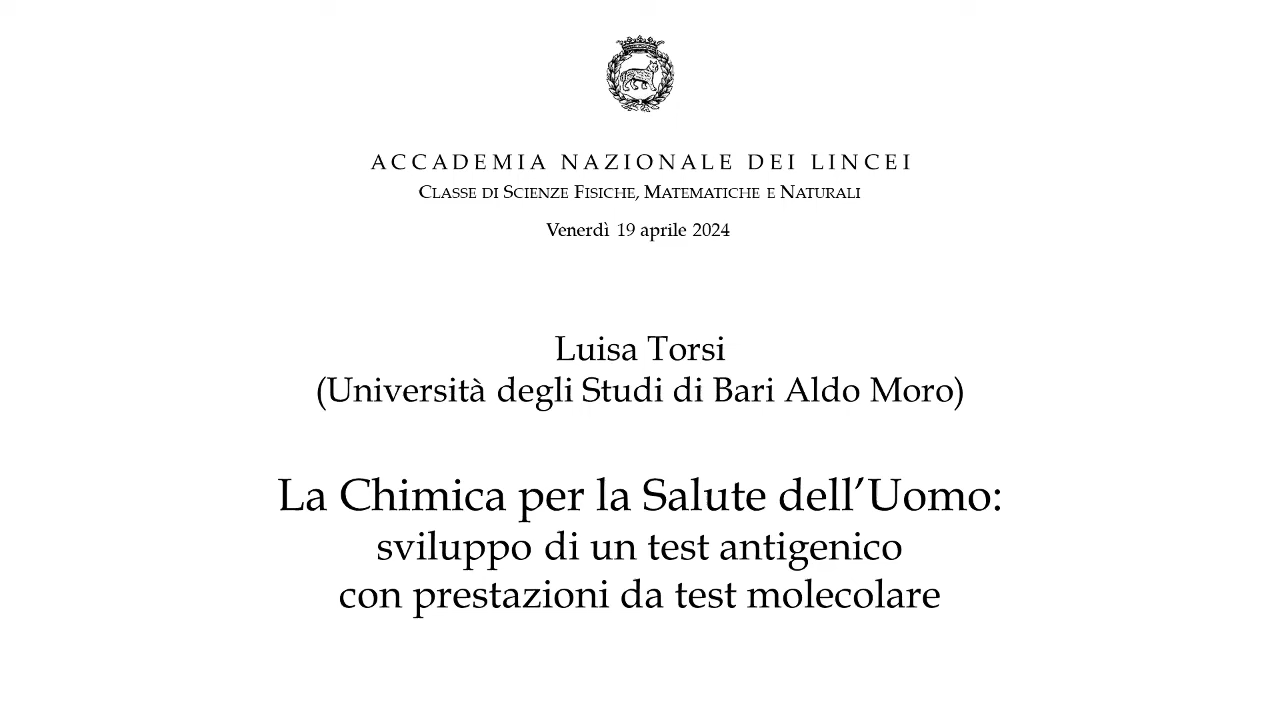 ACCADEMIA NAZIONALE DEI LINCEI
Classe di Scienze Fisiche, Matematiche e Naturali
Venerdì 19 aprile 2024
Luisa Torsi
(Università degli Studi di Bari Aldo Moro)
La Chimica per la Salute dell’Uomo:
sviluppo di un test antigenico
con prestazioni da test molecolare